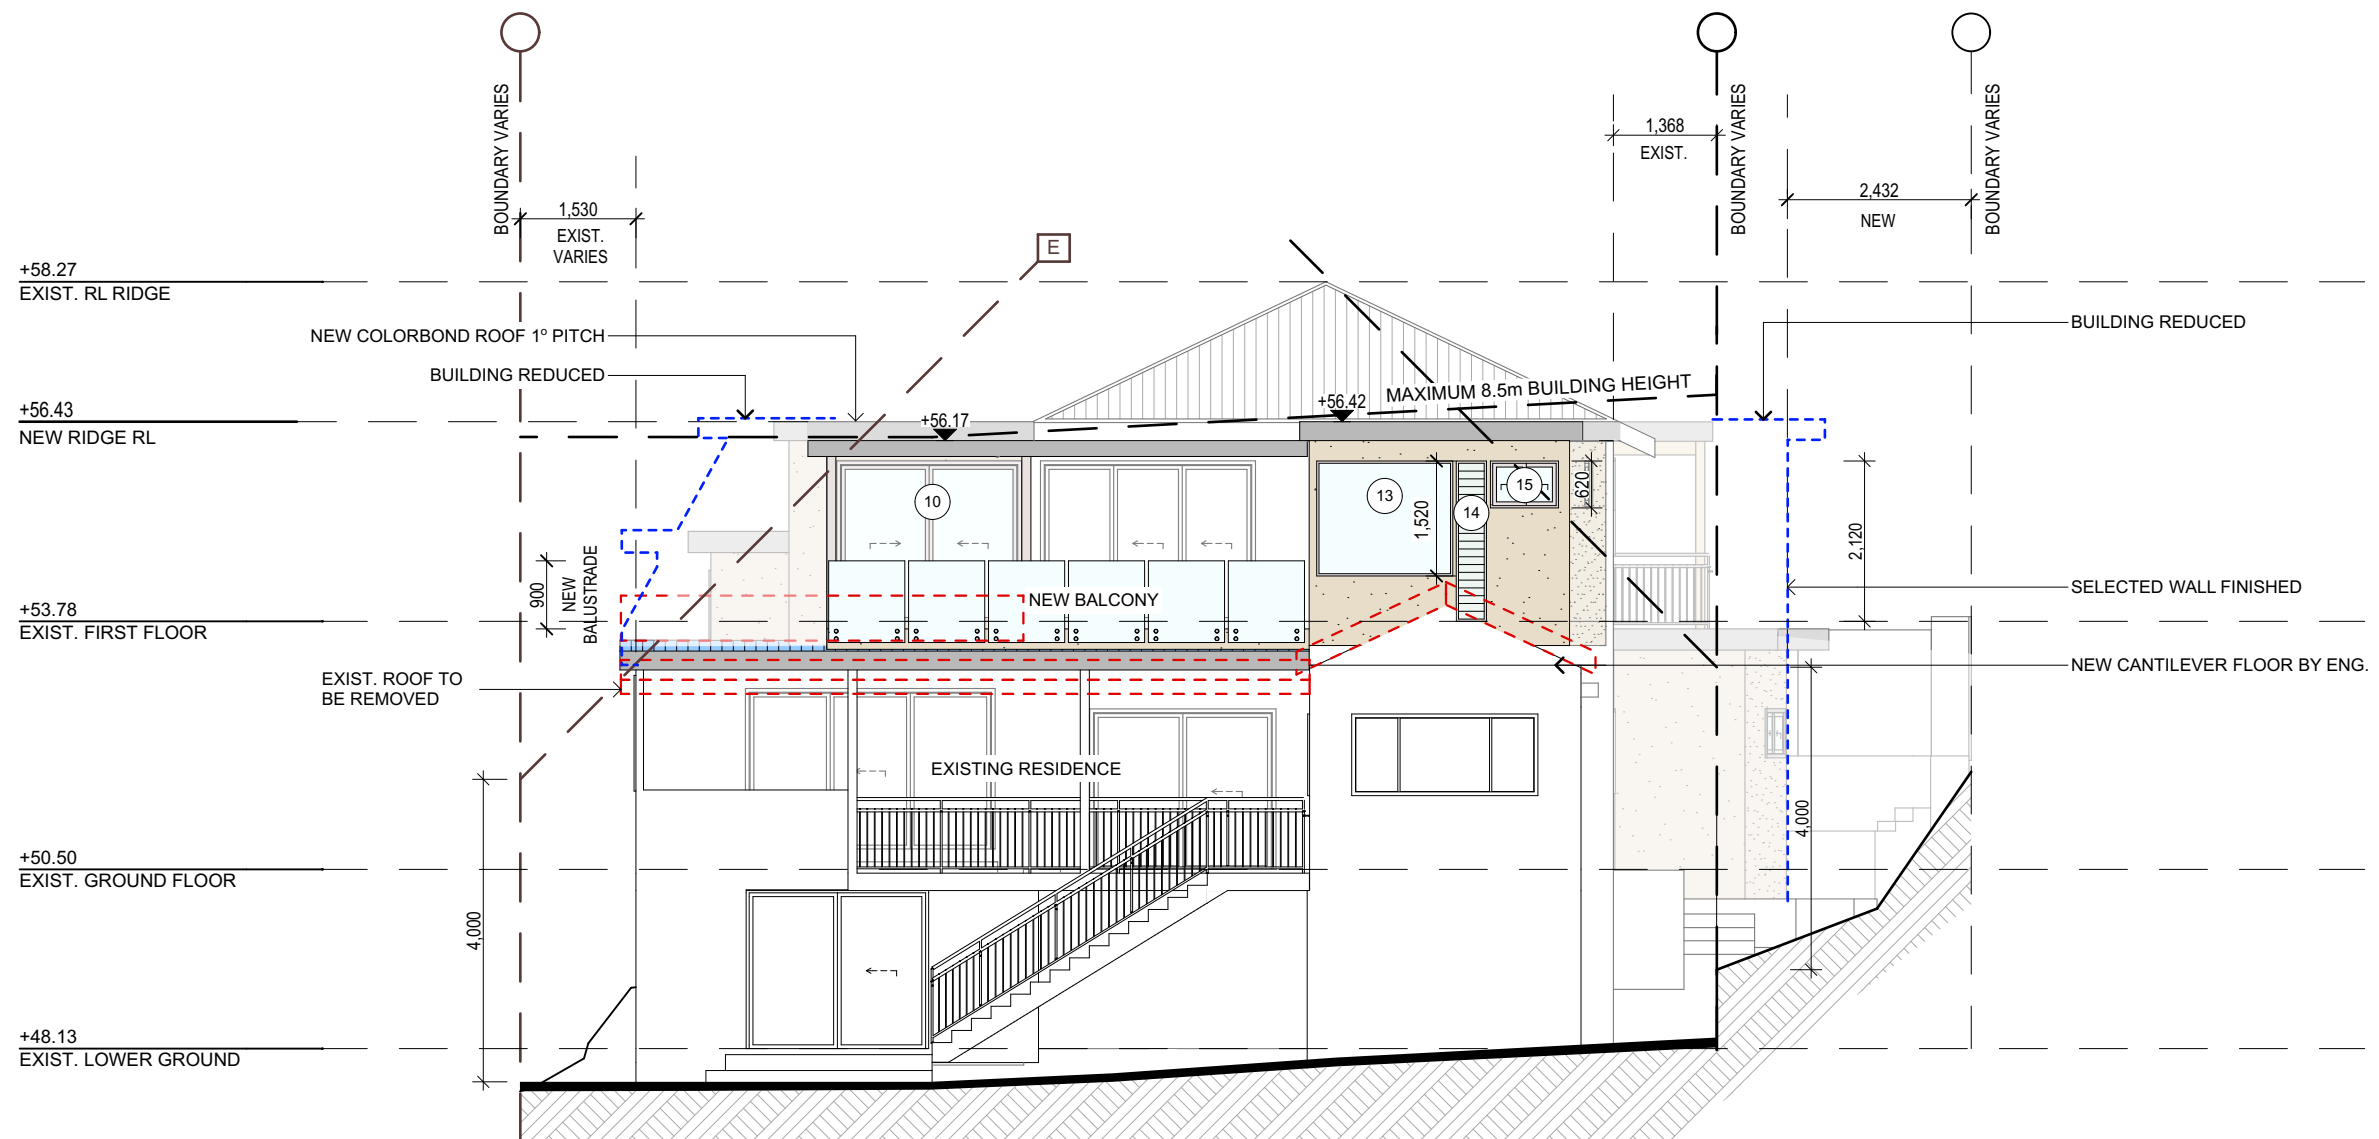 BOUNDARY VARIES
BOUNDARY VARIES
BOUNDARY VARIES
1,368
EXIST.
2,432
NEW
1,530
EXIST.
VARIES
E
+58.27
EXIST. RL RIDGE
NEW COLORBOND ROOF 1º PITCH
BUILDING REDUCED
BUILDING REDUCED
MAXIMUM 8.5m BUILDING HEIGHT
+56.43
NEW RIDGE RL
+56.17
+56.42
10
13
14
15
1,520
620
2,120
900
NEW
BALUSTRADE
NEW BALCONY
SELECTED WALL FINISHED
+53.78
EXIST. FIRST FLOOR
EXIST. ROOF TO
BE REMOVED
NEW CANTILEVER FLOOR BY ENG.
EXISTING RESIDENCE
4,000
+50.50
EXIST. GROUND FLOOR
4,000
+48.13
EXIST. LOWER GROUND